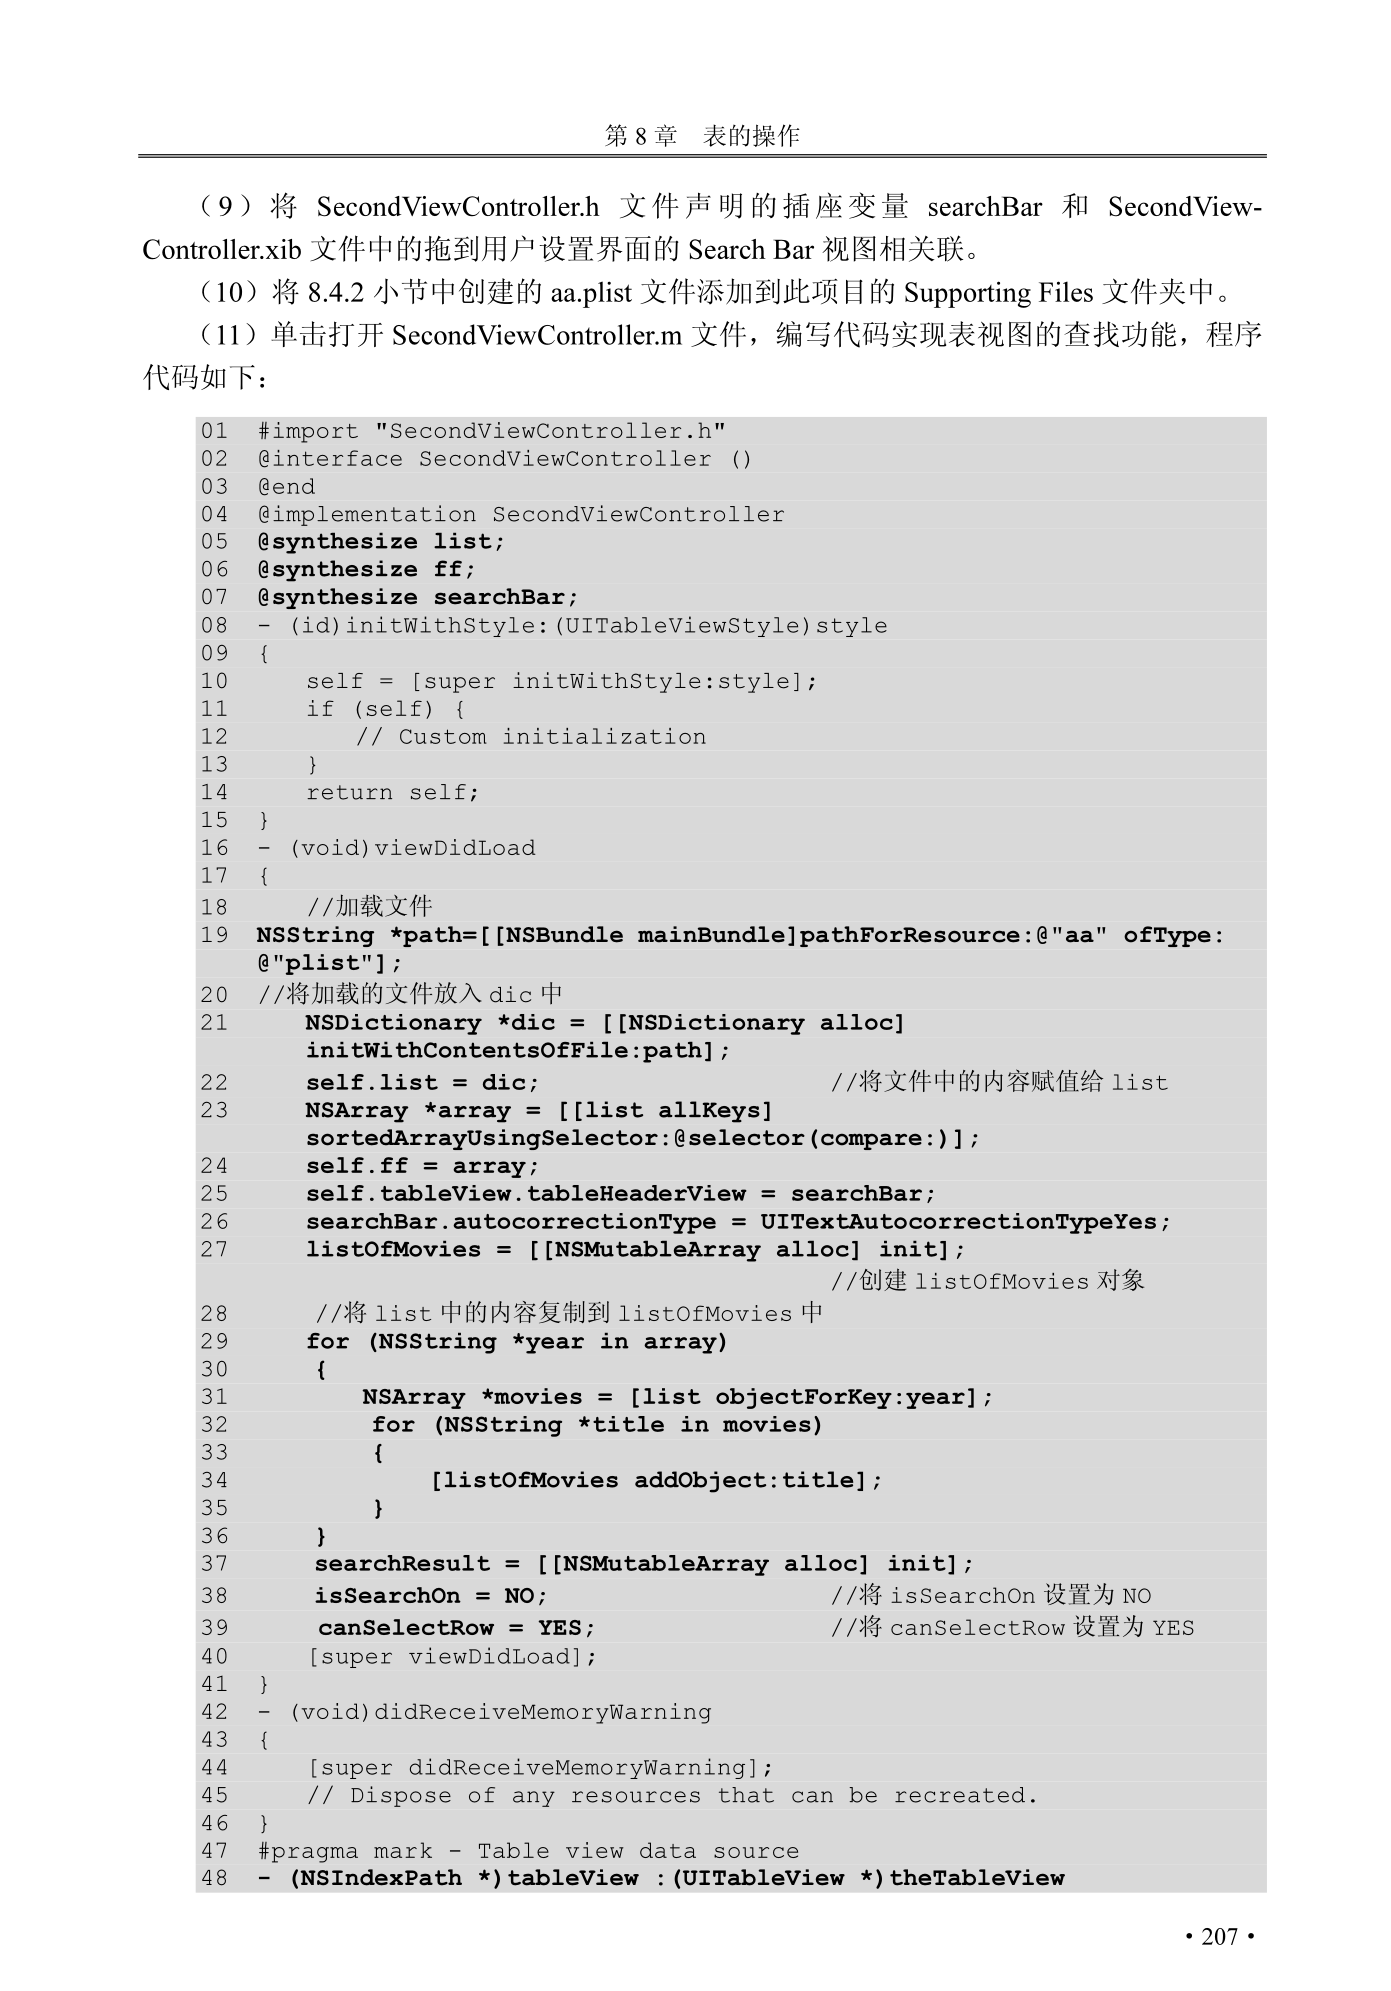 第 8 章　表的操作
（9）将 SecondViewController.h 文件声明的插座变量 searchBar 和 SecondView-
Controller.xib 文件中的拖到用户设置界面的 Search Bar 视图相关联。
（10）将 8.4.2 小节中创建的 aa.plist 文件添加到此项目的 Supporting Files 文件夹中。
（11）单击打开 SecondViewController.m 文件，编写代码实现表视图的查找功能，程序
代码如下：
01  #import "SecondViewController.h"
02  @interface SecondViewController ()
03  @end
04  @implementation SecondViewController
05  @synthesize list;
06  @synthesize ff;
07  @synthesize searchBar;
08  - (id)initWithStyle:(UITableViewStyle)style
09  {
10     self = [super initWithStyle:style];
11     if (self) {
12        // Custom initialization
13     }
14     return self;
15  }
16  - (void)viewDidLoad
17  {
18     //加载文件
19  NSString *path=[[NSBundle mainBundle]pathForResource:@"aa" ofType:
    @"plist"];
20  //将加载的文件放入 dic 中
21     NSDictionary *dic = [[NSDictionary alloc]
       initWithContentsOfFile:path];
22     self.list = dic;                    //将文件中的内容赋值给 list
23     NSArray *array = [[list allKeys]
       sortedArrayUsingSelector:@selector(compare:)];
24     self.ff = array;
25     self.tableView.tableHeaderView = searchBar;
26     searchBar.autocorrectionType = UITextAutocorrectionTypeYes;
27     listOfMovies = [[NSMutableArray alloc] init];
                                           //创建 listOfMovies 对象
28      //将 list 中的内容复制到 listOfMovies 中
29     for (NSString *year in array)
30      {
31         NSArray *movies = [list objectForKey:year];
32          for (NSString *title in movies)
33          {
34              [listOfMovies addObject:title];
35          }
36      }
37      searchResult = [[NSMutableArray alloc] init];
38      isSearchOn = NO;                   //将 isSearchOn 设置为 NO
39      canSelectRow = YES;                //将 canSelectRow 设置为 YES
40     [super viewDidLoad];
41  }
42  - (void)didReceiveMemoryWarning
43  {
44     [super didReceiveMemoryWarning];
45     // Dispose of any resources that can be recreated.
46  }
47  #pragma mark - Table view data source
48  - (NSIndexPath *)tableView :(UITableView *)theTableView
• 207 •